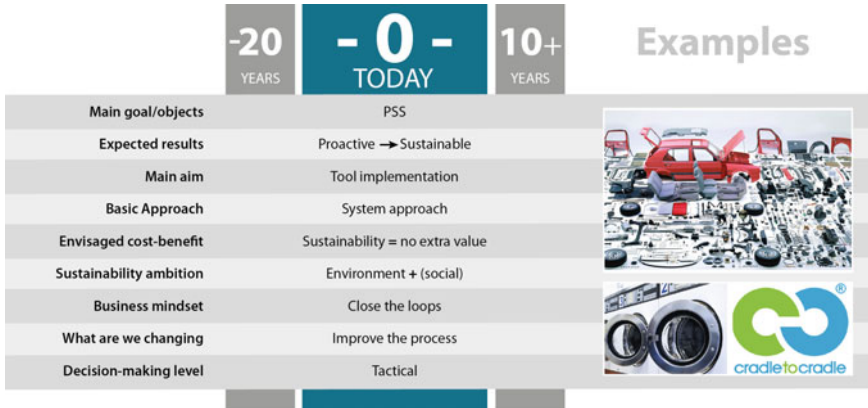 -20
YEARS
- 0 -
TODAY
10+
YEARS
Examples
Main goal/objects PSS
Expected results Proactive → Sustainable
Main aim Tool implementation
Basic Approach System approach
Envisaged cost-benefit Sustainability = no extra value
Sustainability ambition Environment + (social)
Business mindset Close the loops
What are we changing Improve the process
Decision-making level Tactical
®
cradletocradle